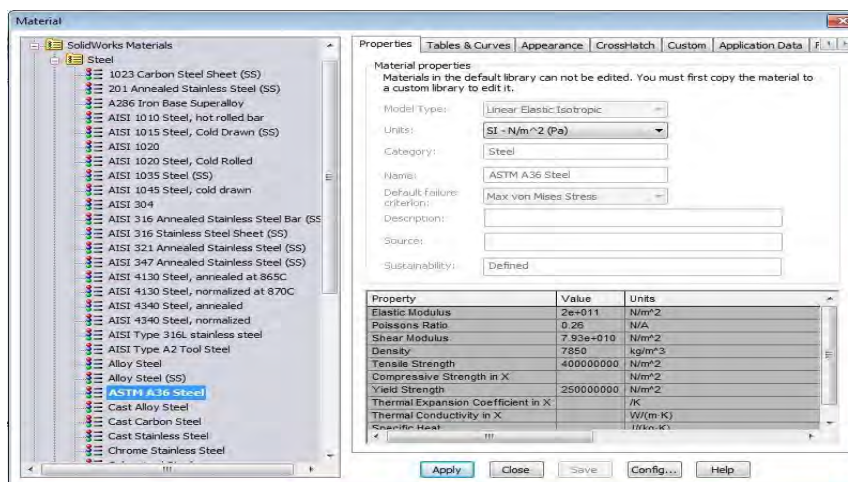 Material
SolidWorks Materials
Steel
1023 Carbon Steel Sheet (SS)
201 Annealed Stainless Steel (SS)
A286 Iron Base Superalloy
AISI 1010 Steel, hot rolled bar
AISI 1015 Steel, Cold Drawn (SS)
AISI 1020
AISI 1020 Steel, Cold Rolled
AISI 1035 Steel (SS)
AISI 1045 Steel, cold drawn
AISI 304
AISI 316 Annealed Stainless Steel Bar (SS
AISI 316 Stainless Steel Sheet (SS)
AISI 321 Annealed Stainless Steel (SS)
AISI 347 Annealed Stainless Steel (SS)
AISI 4130 Steel, annealed at 865C
AISI 4130 Steel, normalized at 870C
AISI 4340 Steel, annealed
AISI 4340 Steel, normalized
AISI Type 316L stainless steel
AISI Type A2 Tool Steel
Alloy Steel
Alloy Steel (SS)
ASTM A36 Steel
Cast Alloy Steel
Cast Carbon Steel
Cast Stainless Steel
Chrome Stainless Steel
Properties Tables & Curves Appearance CrossHatch Custom Application Data F
Material properties
Materials in the default library can not be edited. You must first copy the material to
a custom library to edit it.
Model Type: Linear Elastic Isotropic
Units: SI - N/m^2 (Pa)
Category: Steel
Name: ASTM A36 Steel
Default failure
criterion: Max von Mises Stress
Description:
Source:
Sustainability: Defined
Property Value Units
Elastic Modulus 2e+011 N/m^2
Poissons Ratio 0.26 N/A
Shear Modulus 7.93e+010 N/m^2
Density 7850 kg/m^3
Tensile Strength 400000000 N/m^2
Compressive Strength in X N/m^2
Yield Strength 250000000 N/m^2
Thermal Expansion Coefficient in X /K
Thermal Conductivity in X W/(m·K)
Specific Heat J/(kg·K)
Apply Close Save Config... Help